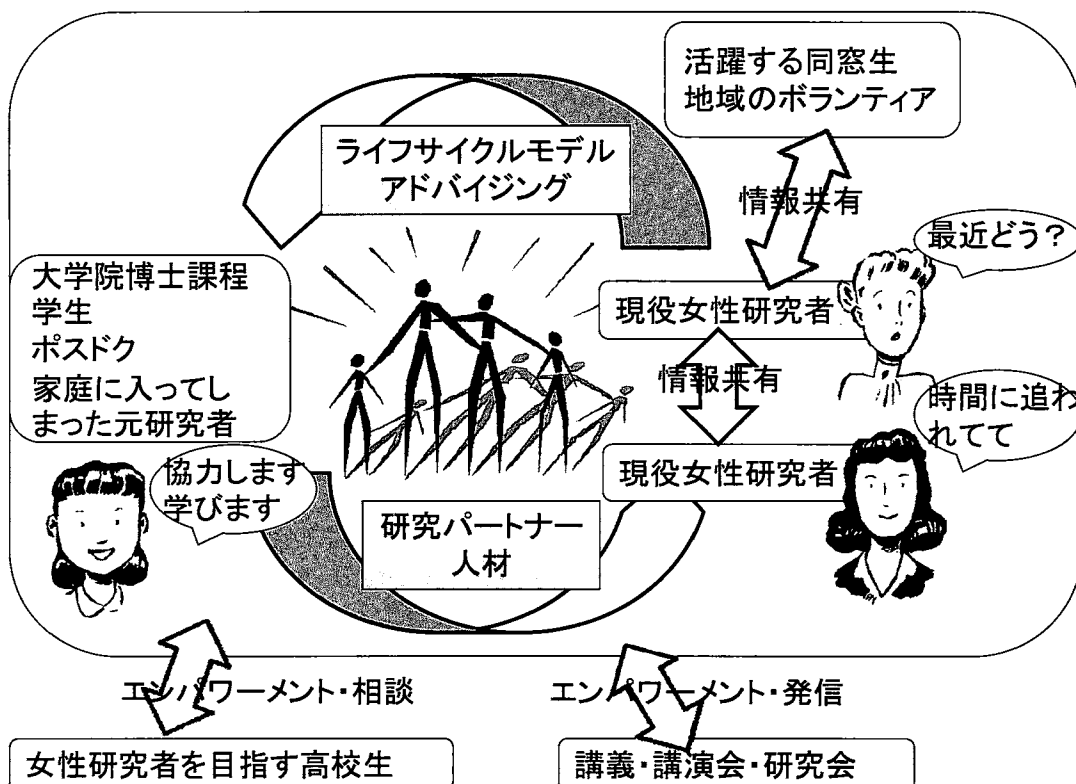 活躍する同窓生
地域のボランティア
ライフサイクルモデル
アドバイジング
情報共有
最近どう?
大学院博士課程
学生
ポスドク
家庭に入ってし
まった元研究者
現役女性研究者
情報共有
時間に追わ
れてて
現役女性研究者
協力します
学びます
研究パートナー
人材
エンパワーメント・相談
エンパワーメント・発信
女性研究者を目指す高校生
講義・講演会・研究会